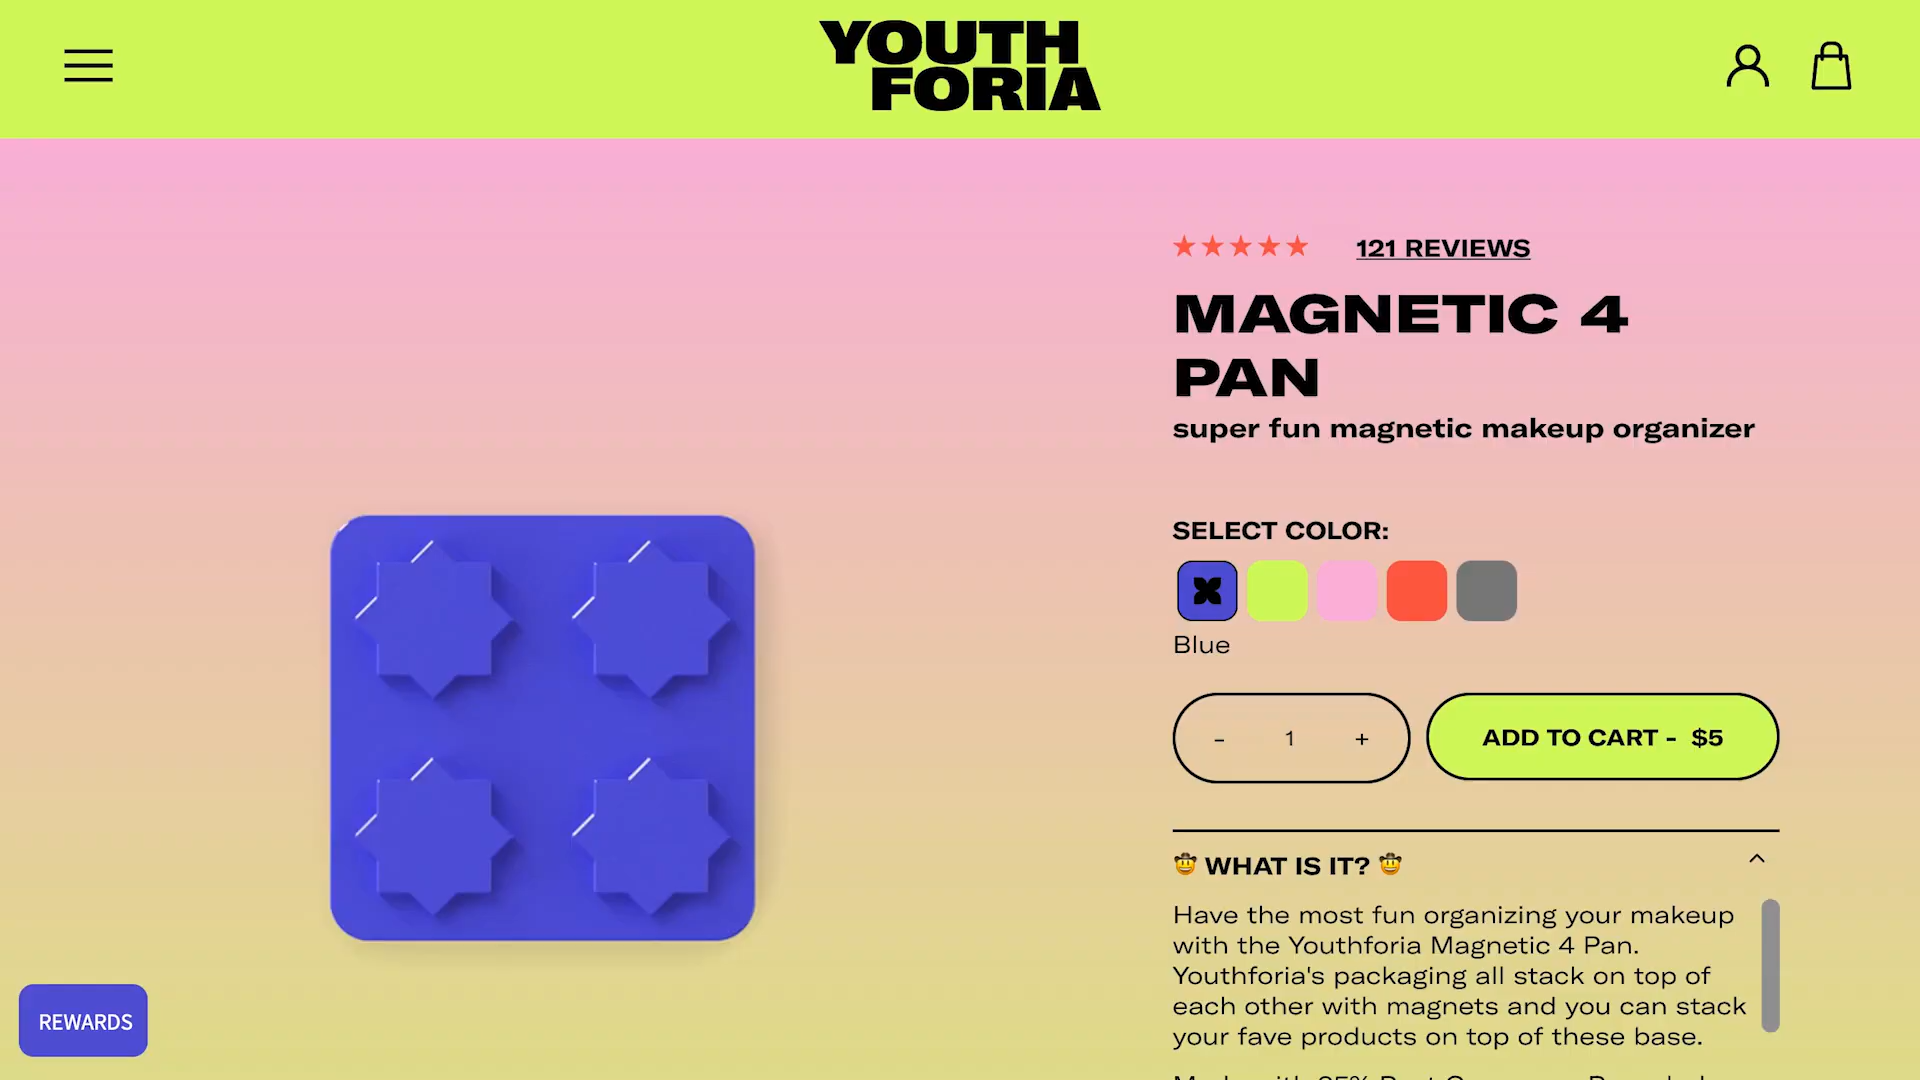 YOUTH
FORIA
★★★★★ 121 REVIEWS
MAGNETIC 4
PAN
super fun magnetic makeup organizer
SELECT COLOR:
Blue
- 1 +
ADD TO CART - $5
🤠 WHAT IS IT? 🤠
Have the most fun organizing your makeup
with the Youthforia Magnetic 4 Pan.
Youthforia's packaging all stack on top of
each other with magnets and you can stack
your fave products on top of these base.
REWARDS